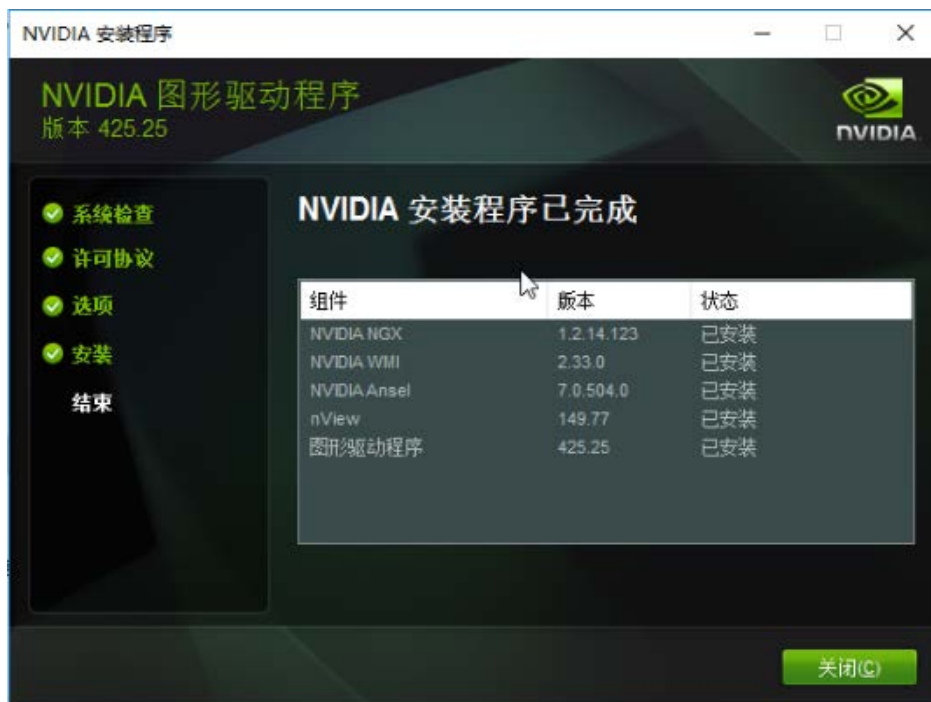 NVIDIA 安装程序
NVIDIA 图形驱动程序
版本 425.25
NVIDIA
系统检查
许可协议
选项
安装
结束
NVIDIA 安装程序已完成
组件 版本 状态
NVIDIA NGX 1.2.14.123 已安装
NVIDIA WMI 2.33.0 已安装
NVIDIA Ansel 7.0.504.0 已安装
nView 149.77 已安装
图形驱动程序 425.25 已安装
关闭(C)